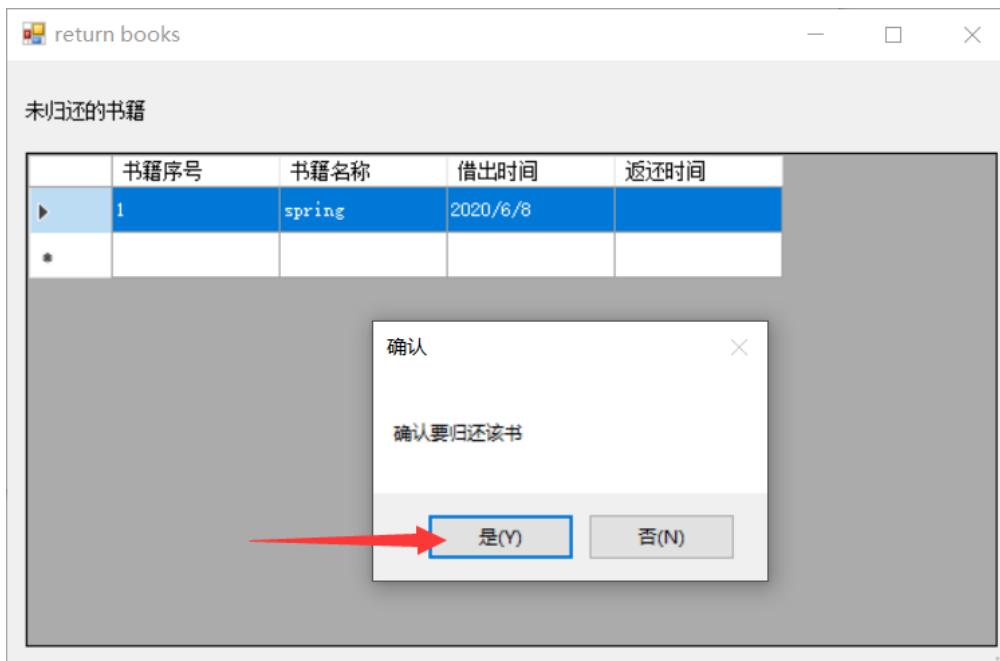 return books
未归还的书籍
书籍序号 书籍名称 借出时间 返还时间
1 spring 2020/6/8
确认
确认要归还该书
是(Y) 否(N)